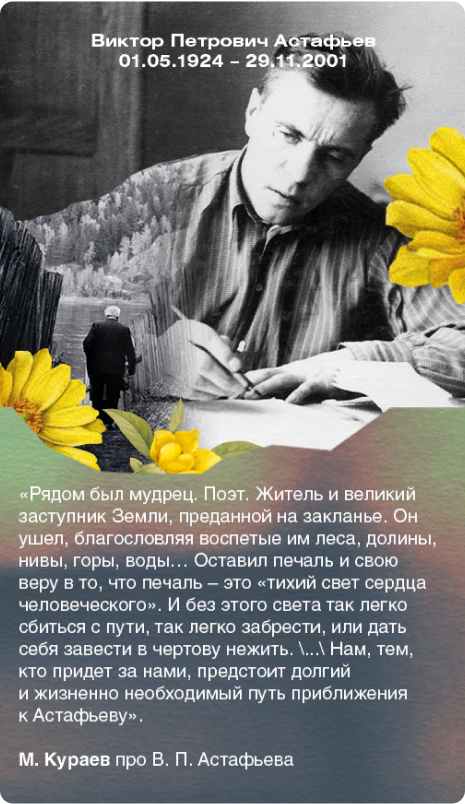 Виктор Петрович Астафьев
01.05.1924 – 29.11.2001
«Рядом был мудрец. Поэт. Житель и великий
заступник Земли, преданной на закланье. Он
ушел, благословляя воспетые им леса, долины,
нивы, горы, воды… Оставил печаль и свою
веру в то, что печаль – это «тихий свет сердца
человеческого». И без этого света так легко
сбиться с пути, так легко забрести, или дать
себя завести в чертову нежить. \...\ Нам, тем,
кто придет за нами, предстоит долгий
и жизненно необходимый путь приближения
к Астафьеву».
М. Кураев про В. П. Астафьева